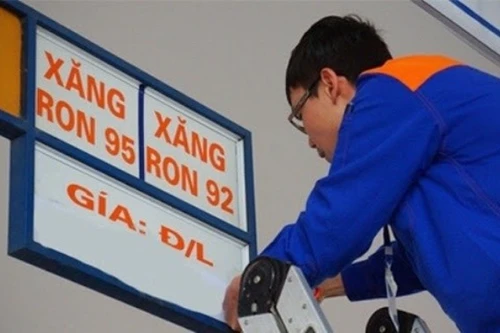 XĂNG
RON 95
XĂNG
RON 92
GÍA: Đ/L